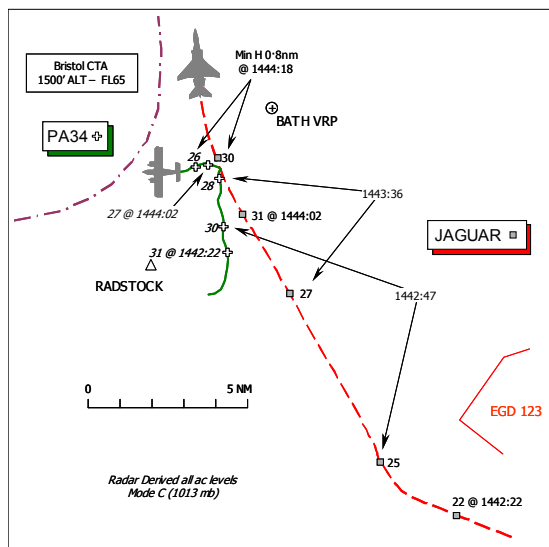 Bristol CTA
1500' ALT – FL65
Min H 0·8nm
@ 1444:18
BATH VRP
PA34
26
30
28
27 @ 1444:02
1443:36
31 @ 1444:02
30
31 @ 1442:22
JAGUAR
RADSTOCK
27
1442:47
0
5 NM
EGD 123
25
Radar Derived all ac levels
Mode C (1013 mb)
22 @ 1442:22